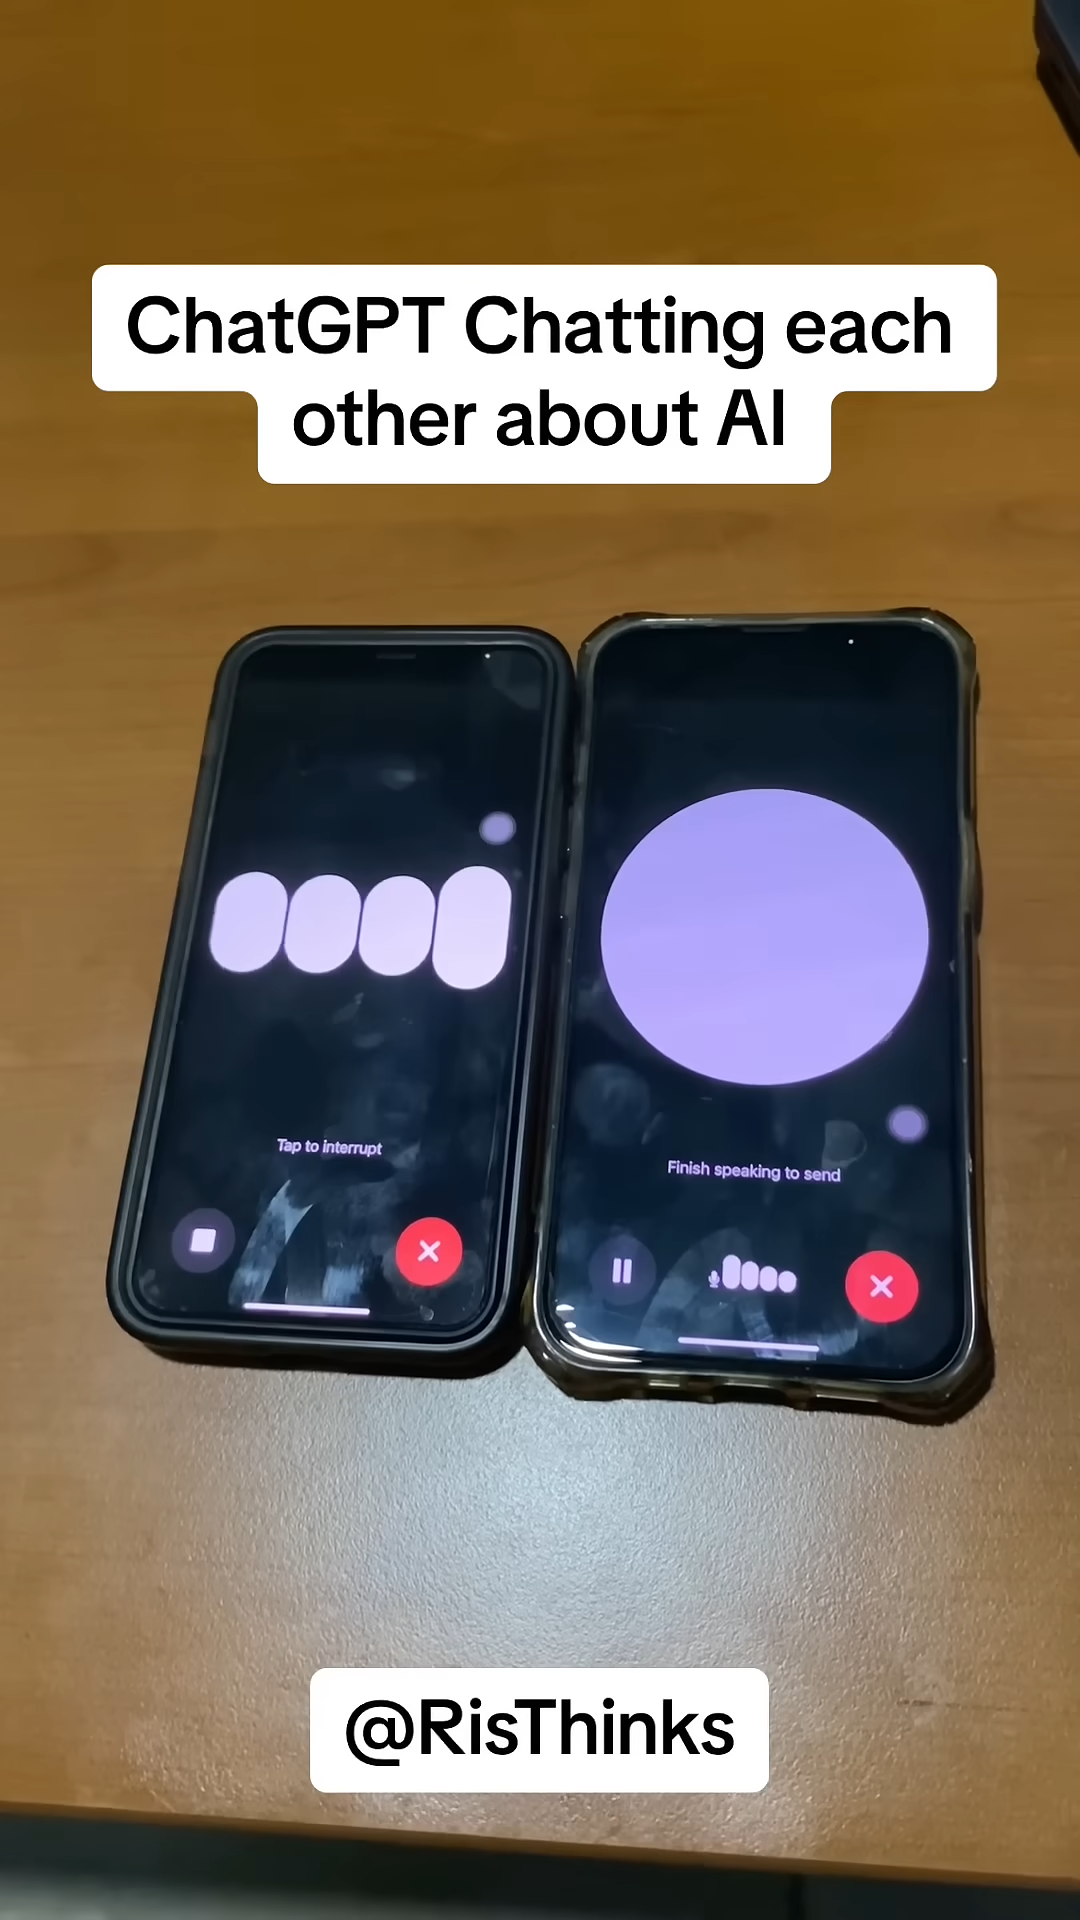 ChatGPT Chatting each
other about AI
Tap to interrupt
Finish speaking to send
@RisThinks